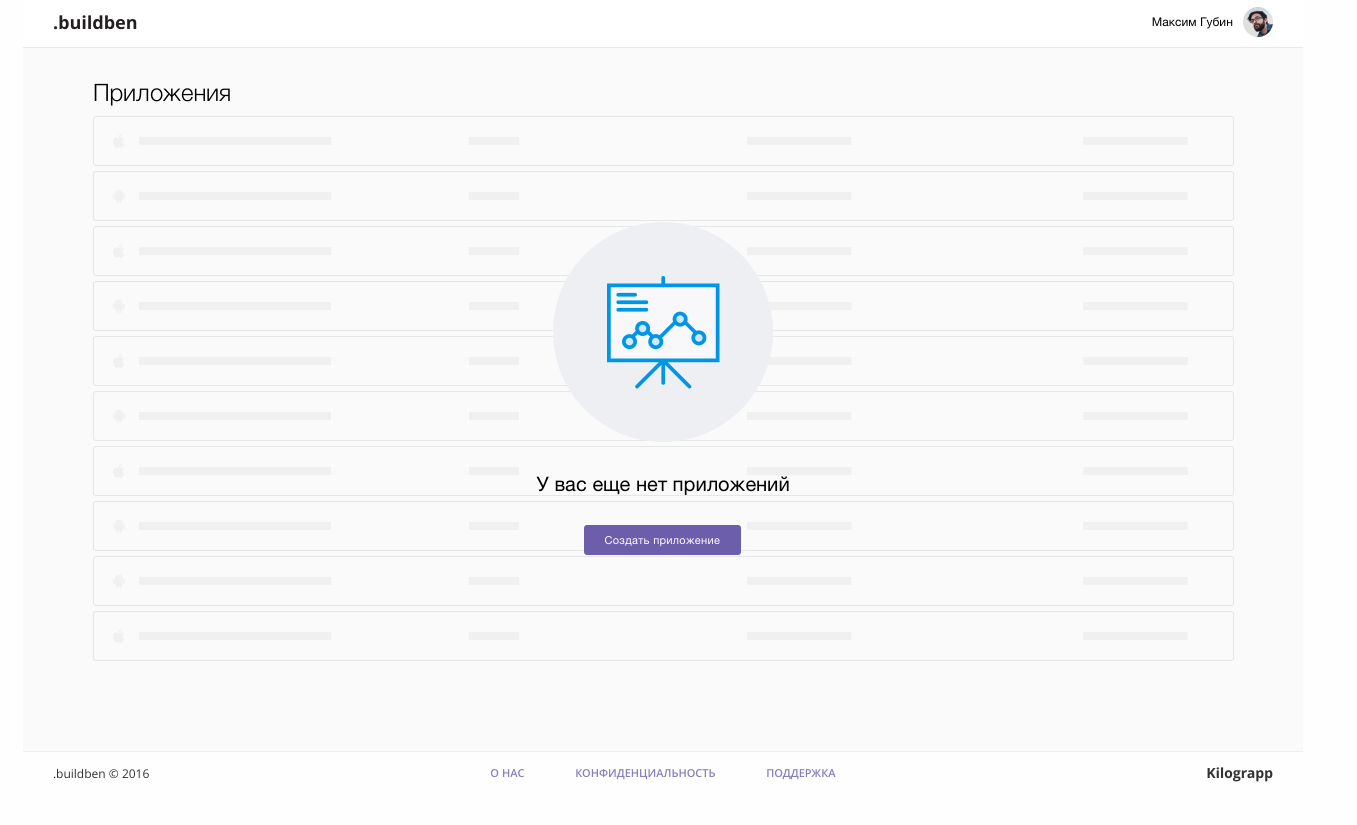 .buildben
Максим Губин
Приложения
У вас еще нет приложений
Создать приложение
.buildben © 2016
О НАС
КОНФИДЕНЦИАЛЬНОСТЬ
ПОДДЕРЖКА
Kilograpp